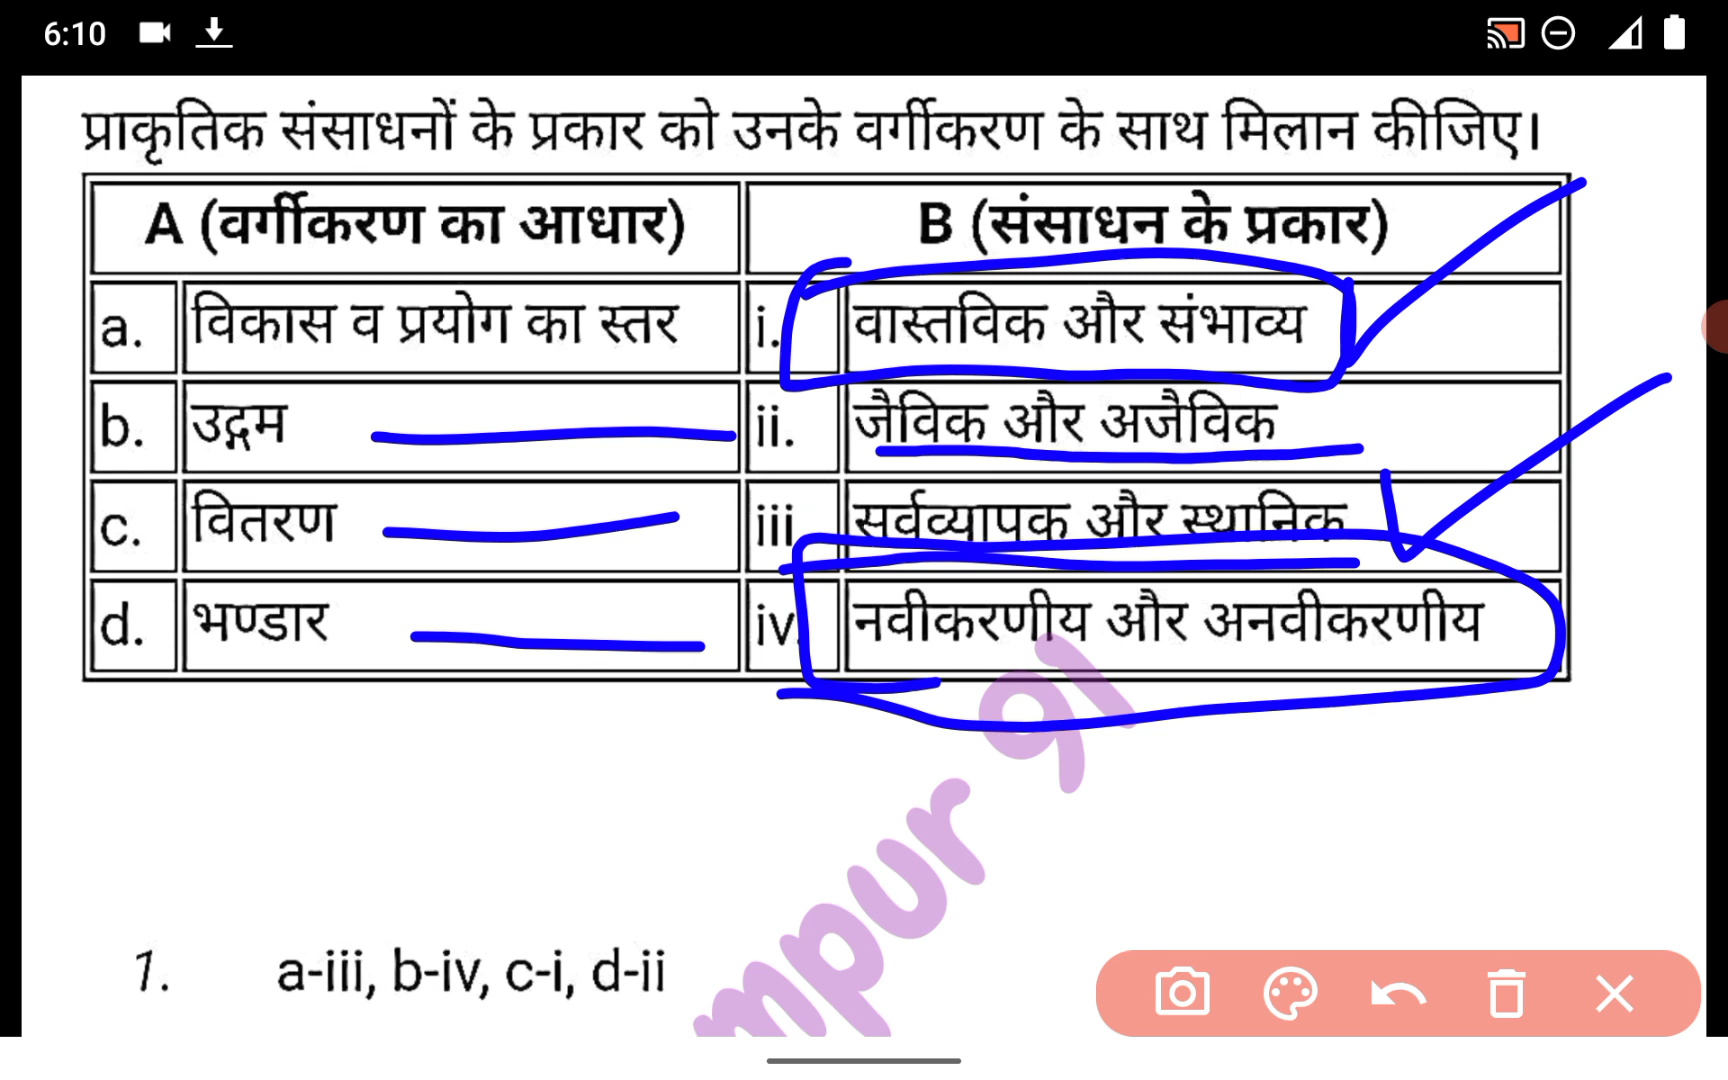 6:10
प्राकृतिक संसाधनों के प्रकार को उनके वर्गीकरण के साथ मिलान कीजिए।
A (वर्गीकरण का आधार) B (संसाधन के प्रकार)
a. विकास व प्रयोग का स्तर i. वास्तविक और संभाव्य
b. उद्गम ii. जैविक और अजैविक
c. वितरण iii. सर्वव्यापक और स्थानिक
d. भण्डार iv. नवीकरणीय और अनवीकरणीय
1. a-iii, b-iv, c-i, d-ii